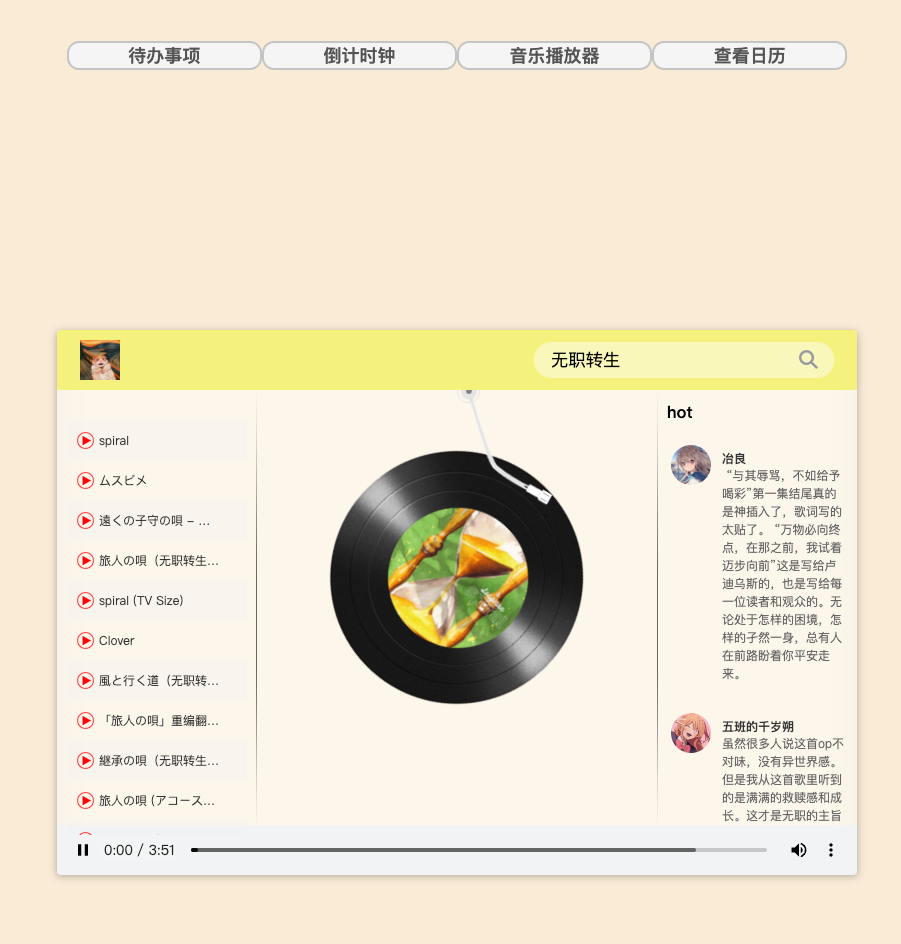 待办事项
倒计时钟
音乐播放器
查看日历
无职转生
spiral
ムスビメ
遠くの子守の唄 - ...
旅人の唄（无职转生...
spiral (TV Size)
Clover
風と行く道（无职转...
「旅人の唄」重编翻...
継承の唄（无职转生...
旅人の唄 (アコース...
hot
冶良
“与其辱骂，不如给予
喝彩”第一集结尾真的
是神插入了，歌词写的
太贴了。“万物必向终
点，在那之前，我试着
迈步向前”这是写给卢
迪乌斯的，也是写给每
一位读者和观众的。无
论处于怎样的困境，怎
样的孑然一身，总有人
在前路盼着你平安走
来。
五班的千岁朔
虽然很多人说这首op不
对味，没有异世界感。
但是我从这首歌里听到
的是满满的救赎感和成
长。这才是无职的主旨
0:00 / 3:51